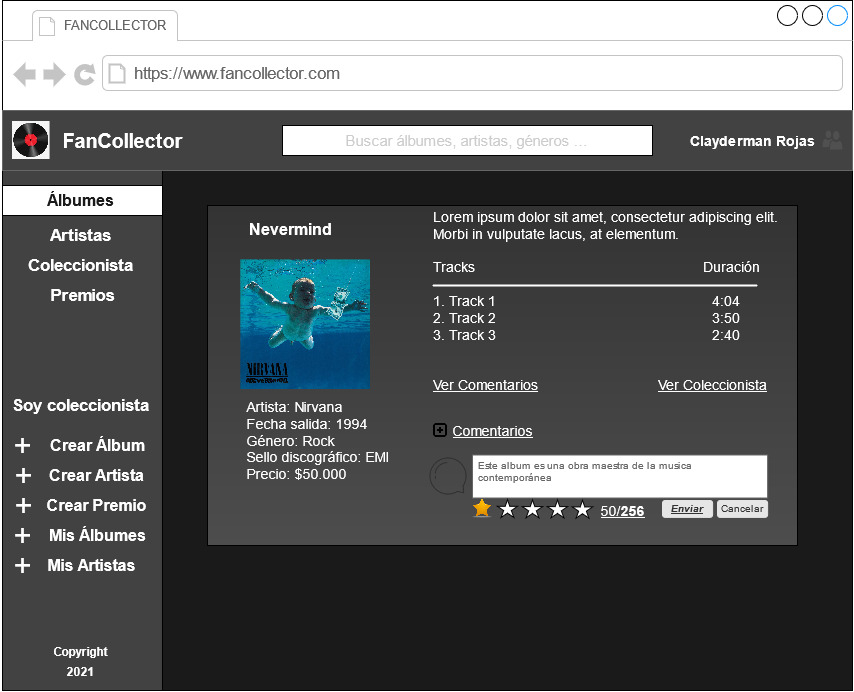 FANCOLLECTOR
https://www.fancollector.com
FanCollector
Buscar álbumes, artistas, géneros ...
Clayderman Rojas
Álbumes
Artistas
Coleccionista
Premios
Soy coleccionista
Crear Álbum
Crear Artista
Crear Premio
Mis Álbumes
Mis Artistas
Copyright
2021
Nevermind
NIRVANA
Artista: Nirvana
Fecha salida: 1994
Género: Rock
Sello discográfico: EMI
Precio: $50.000
Lorem ipsum dolor sit amet, consectetur adipiscing elit.
Morbi in vulputate lacus, at elementum.
Tracks Duración
1. Track 1 4:04
2. Track 2 3:50
3. Track 3 2:40
Ver Comentarios Ver Coleccionista
Comentarios
Este album es una obra maestra de la musica
contemporánea
50/256 Enviar Cancelar